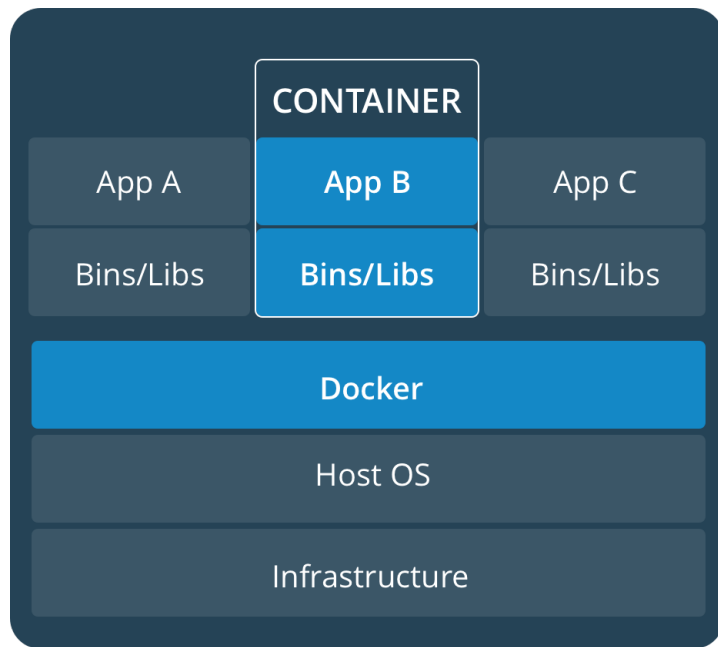 CONTAINER
App A
App B
App C
Bins/Libs
Bins/Libs
Bins/Libs
Docker
Host OS
Infrastructure